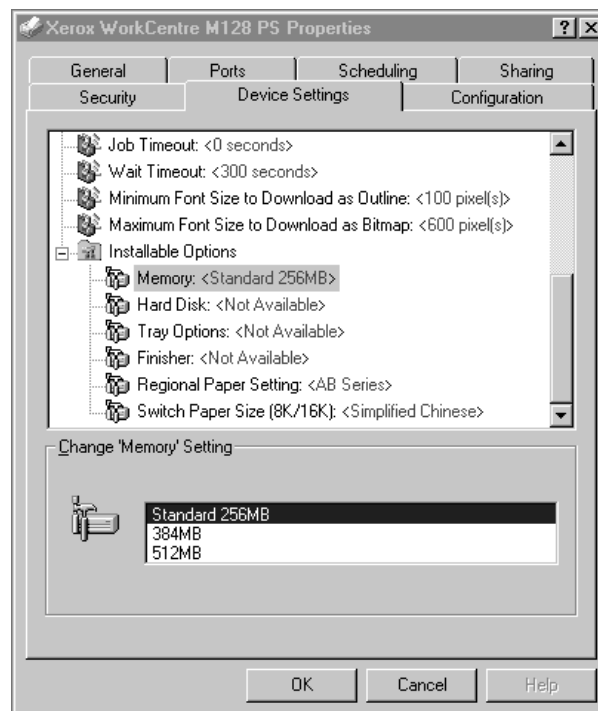 Xerox WorkCentre M128 PS Properties
General Ports Scheduling Sharing
Security Device Settings Configuration
Job Timeout: <0 seconds>
Wait Timeout: <300 seconds>
Minimum Font Size to Download as Outline: <100 pixel(s)>
Maximum Font Size to Download as Bitmap: <600 pixel(s)>
Installable Options
Memory: <Standard 256MB>
Hard Disk: <Not Available>
Tray Options: <Not Available>
Finisher: <Not Available>
Regional Paper Setting: <AB Series>
Switch Paper Size (8K/16K): <Simplified Chinese>
Change 'Memory' Setting
Standard 256MB
384MB
512MB
OK Cancel Help